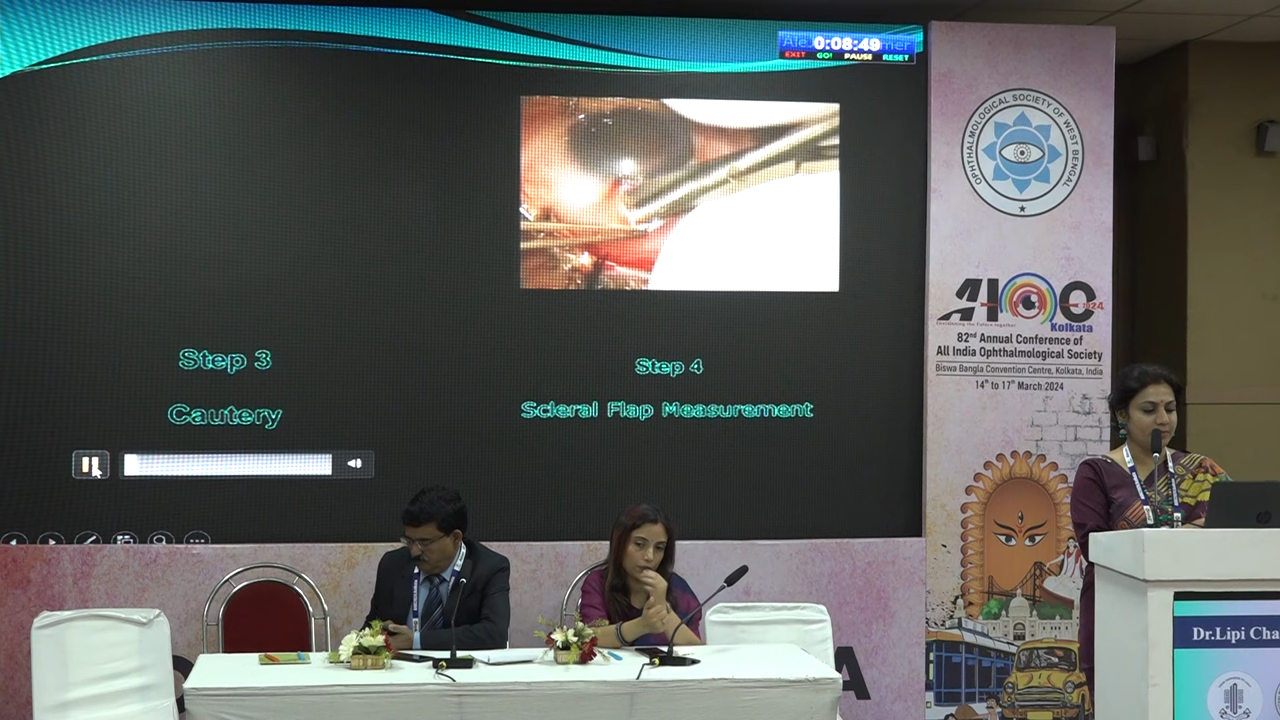 0:08:49
EXIT GO! PAUSE RESET
Step 3
Cautery
Step 4
Scleral Flap Measurement
OPHTHALMOLOGICAL SOCIETY OF WEST BENGAL
AIOC
2024
Kolkata
82nd Annual Conference of
All India Ophthalmological Society
Biswa Bangla Convention Centre, Kolkata, India
14th to 17th March 2024
Dr.Lipi Cha
A